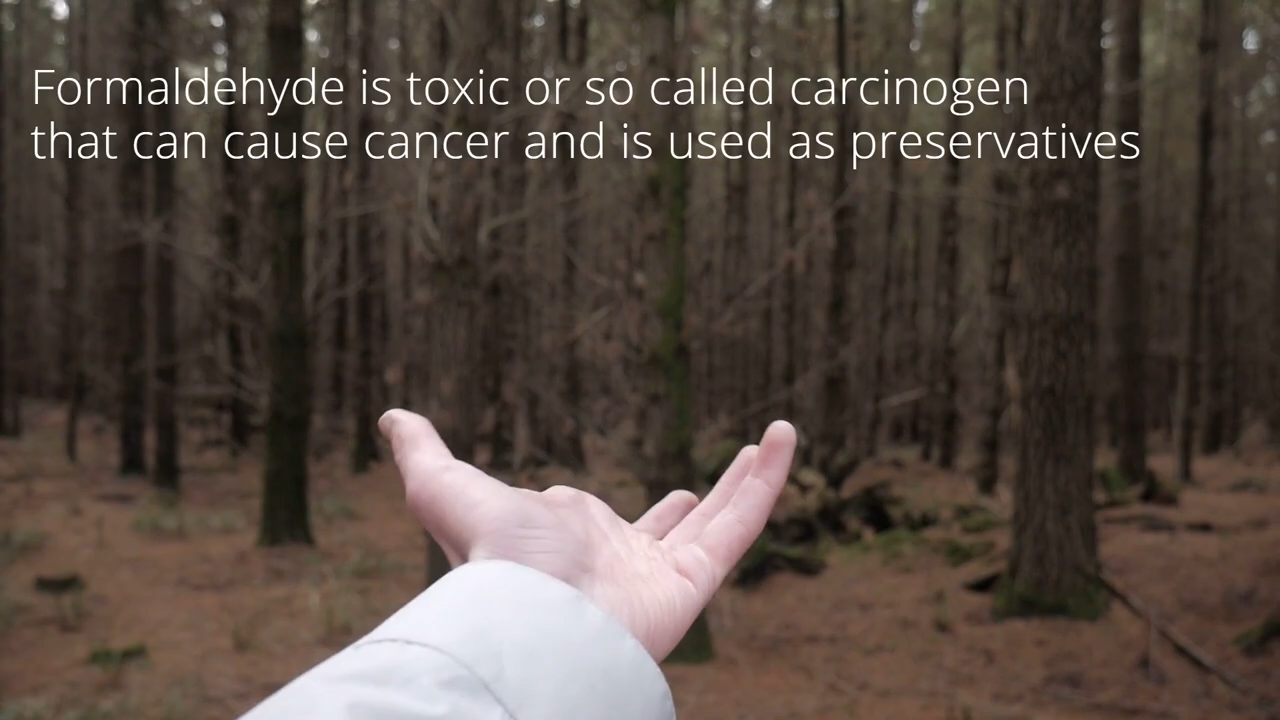 Formaldehyde is toxic or so called carcinogen
that can cause cancer and is used as preservatives